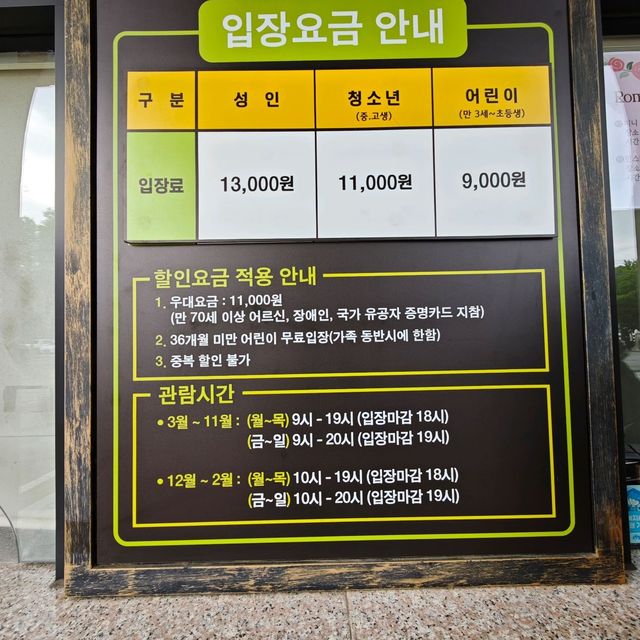 입장요금 안내
구 분 성 인 청소년 (중.고생) 어린이 (만 3세~초등생)
입장료 13,000원 11,000원 9,000원
할인요금 적용 안내
1. 우대요금 : 11,000원
(만 70세 이상 어르신, 장애인, 국가 유공자 증명카드 지참)
2. 36개월 미만 어린이 무료입장(가족 동반시에 한함)
3. 중복 할인 불가
관람시간
• 3월 ~ 11월 : (월~목) 9시 - 19시 (입장마감 18시)
(금~일) 9시 - 20시 (입장마감 19시)
• 12월 ~ 2월 : (월~목) 10시 - 19시 (입장마감 18시)
(금~일) 10시 - 20시 (입장마감 19시)